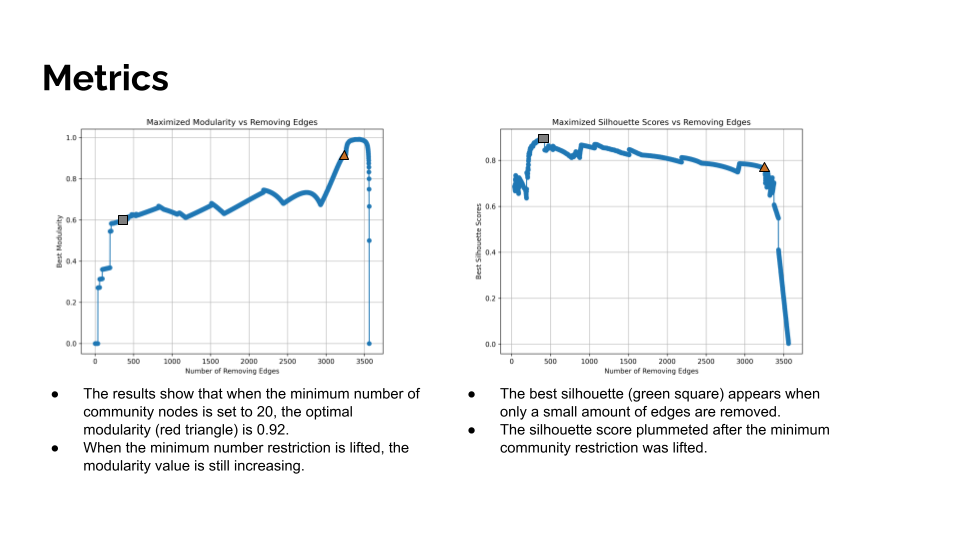 Metrics
Maximized Modularity vs Removing Edges
Best Modularity
1.0
0.8
0.6
0.4
0.2
0.0
0 500 1000 1500 2000 2500 3000 3500
Number of Removing Edges
● The results show that when the minimum number of
community nodes is set to 20, the optimal
modularity (red triangle) is 0.92.
● When the minimum number restriction is lifted, the
modularity value is still increasing.
Maximized Silhouette Scores vs Removing Edges
Best Silhouette Scores
0.8
0.6
0.4
0.2
0.0
0 500 1000 1500 2000 2500 3000 3500
Number of Removing Edges
● The best silhouette (green square) appears when
only a small amount of edges are removed.
● The silhouette score plummeted after the minimum
community restriction was lifted.